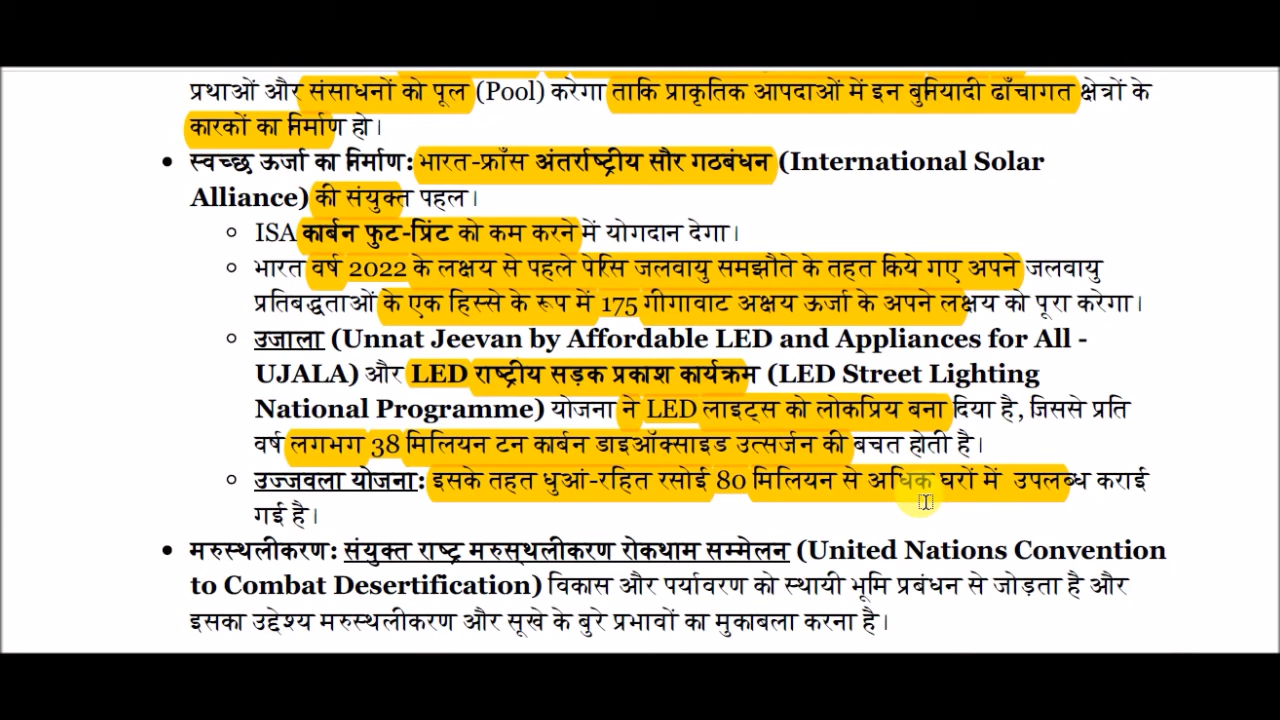 प्रथाओं और संसाधनों को पूल (Pool) करेगा ताकि प्राकृतिक आपदाओं में इन बुनियादी ढाँचागत क्षेत्रों के
कारकों का निर्माण हो।
• स्वच्छ ऊर्जा का निर्माण: भारत-फ्राँस अंतर्राष्ट्रीय सौर गठबंधन (International Solar
Alliance) की संयुक्त पहल।
○ ISA कार्बन फुट-प्रिंट को कम करने में योगदान देगा।
○ भारत वर्ष 2022 के लक्षय से पहले पेरिस जलवायु समझौते के तहत किये गए अपने जलवायु
प्रतिबद्धताओं के एक हिस्से के रूप में 175 गीगावाट अक्षय ऊर्जा के अपने लक्षय को पूरा करेगा।
○ उजाला (Unnat Jeevan by Affordable LED and Appliances for All -
UJALA) और LED राष्ट्रीय सड़क प्रकाश कार्यक्रम (LED Street Lighting
National Programme) योजना ने LED लाइट्स को लोकप्रिय बना दिया है, जिससे प्रति
वर्ष लगभग 38 मिलियन टन कार्बन डाइऑक्साइड उत्सर्जन की बचत होती है।
○ उज्जवला योजना: इसके तहत धुआं-रहित रसोई 80 मिलियन से अधिक घरों में उपलब्ध कराई
गई है।
• मरुस्थलीकरण: संयुक्त राष्ट्र मरुस्थलीकरण रोकथाम सम्मेलन (United Nations Convention
to Combat Desertification) विकास और पर्यावरण को स्थायी भूमि प्रबंधन से जोड़ता है और
इसका उद्देश्य मरुस्थलीकरण और सूखे के बुरे प्रभावों का मुकाबला करना है।